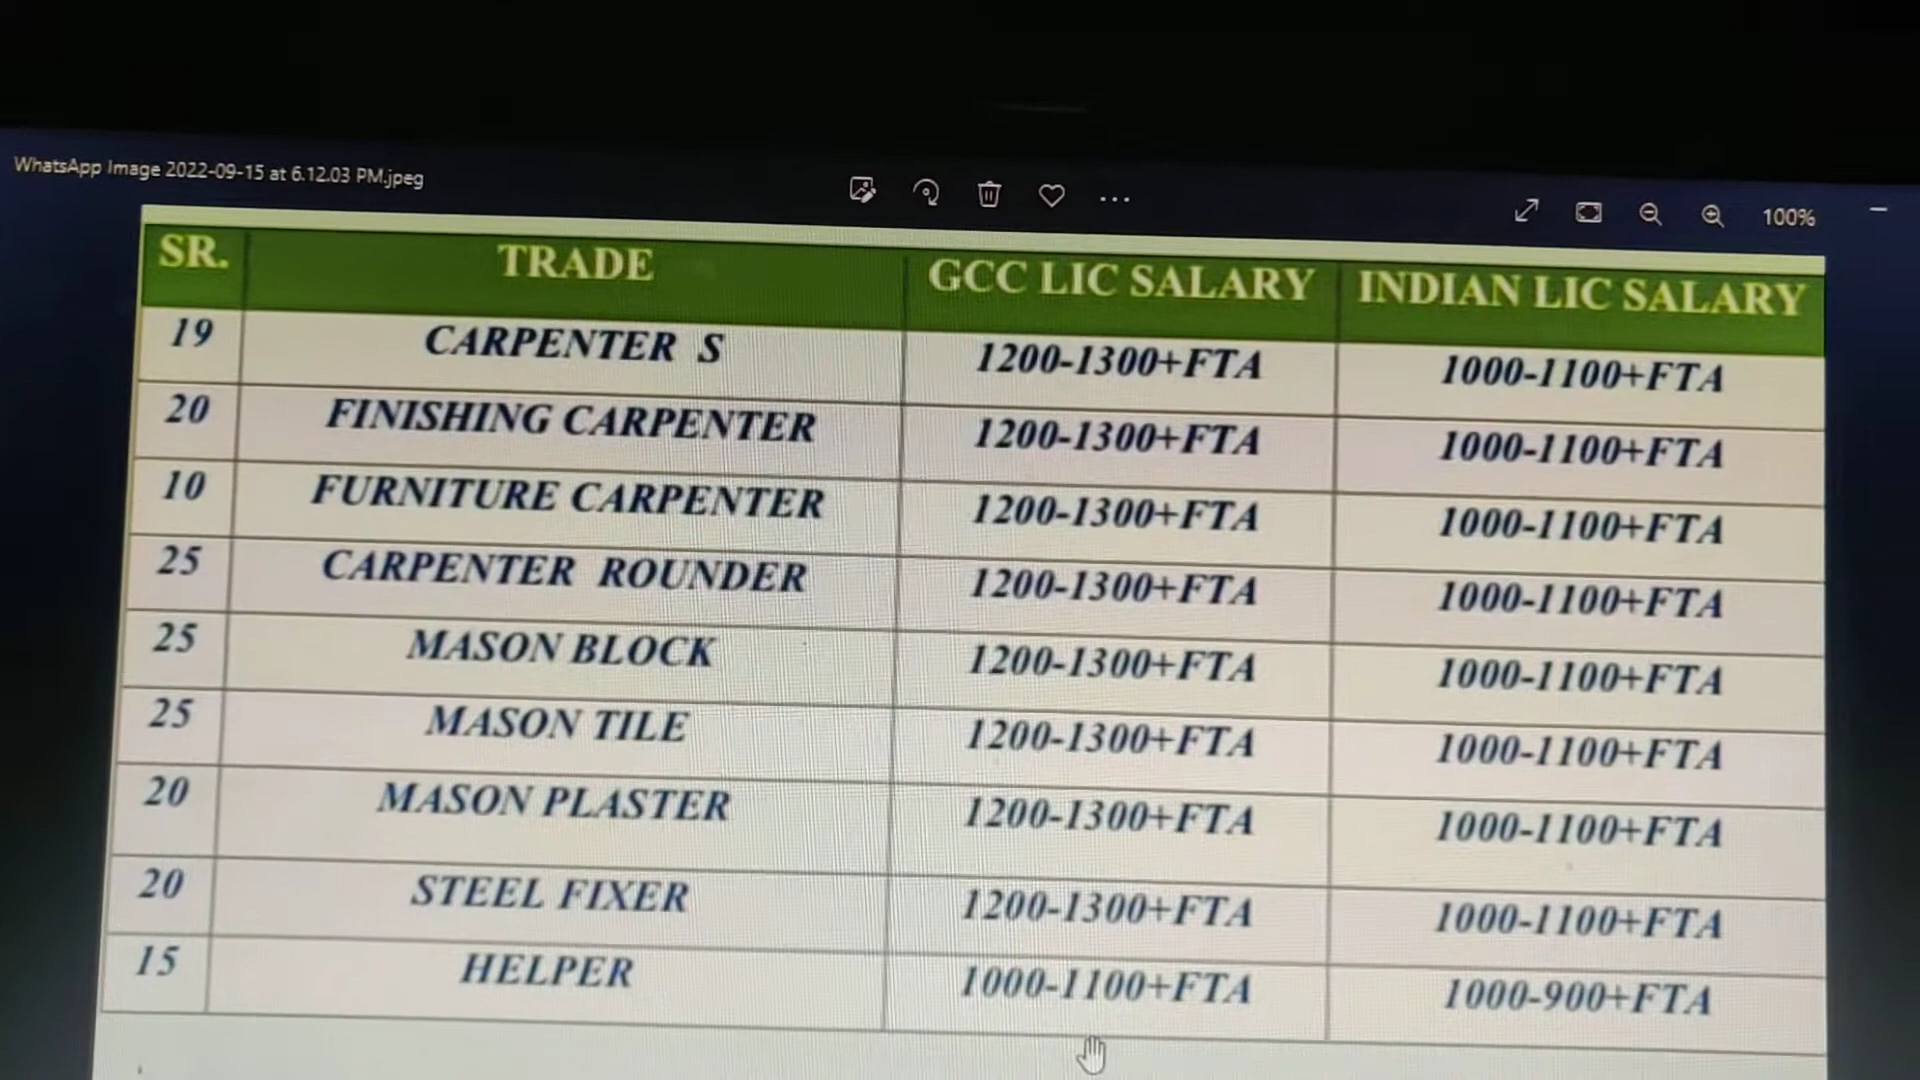 WhatsApp Image 2022-09-15 at 6.12.03 PM.jpeg
100%
SR. TRADE GCC LIC SALARY INDIAN LIC SALARY
19 CARPENTER S 1200-1300+FTA 1000-1100+FTA
20 FINISHING CARPENTER 1200-1300+FTA 1000-1100+FTA
10 FURNITURE CARPENTER 1200-1300+FTA 1000-1100+FTA
25 CARPENTER ROUNDER 1200-1300+FTA 1000-1100+FTA
25 MASON BLOCK 1200-1300+FTA 1000-1100+FTA
25 MASON TILE 1200-1300+FTA 1000-1100+FTA
20 MASON PLASTER 1200-1300+FTA 1000-1100+FTA
20 STEEL FIXER 1200-1300+FTA 1000-1100+FTA
15 HELPER 1000-1100+FTA 1000-900+FTA